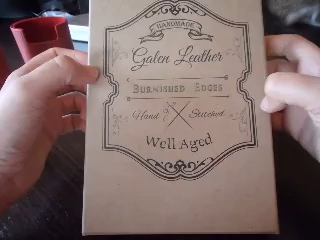 HANDMADE
Galen Leather
BURNISHED EDGES
Hand Stitched
Well Aged